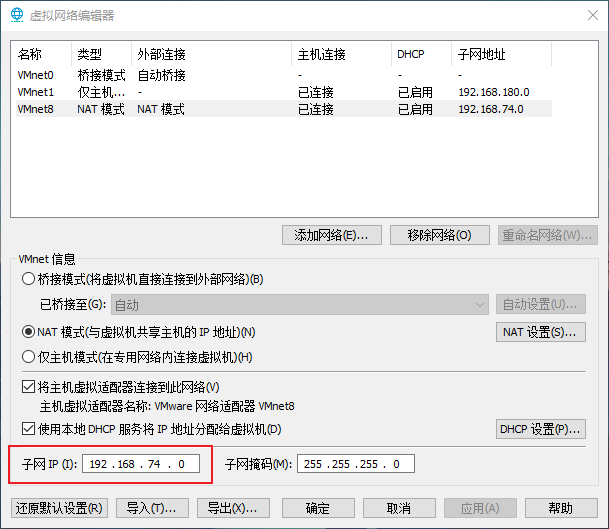 虚拟网络编辑器
名称 类型 外部连接 主机连接 DHCP 子网地址
VMnet0 桥接模式 自动桥接 - - -
VMnet1 仅主机... - 已连接 已启用 192.168.180.0
VMnet8 NAT 模式 NAT 模式 已连接 已启用 192.168.74.0
添加网络(E)... 移除网络(O) 重命名网络(W)...
VMnet 信息
桥接模式(将虚拟机直接连接到外部网络)(B)
已桥接至(G): 自动 自动设置(U)...
NAT 模式(与虚拟机共享主机的 IP 地址)(N) NAT 设置(S)...
仅主机模式(在专用网络内连接虚拟机)(H)
将主机虚拟适配器连接到此网络(V)
主机虚拟适配器名称: VMware 网络适配器 VMnet8
使用本地 DHCP 服务将 IP 地址分配给虚拟机(D) DHCP 设置(P)...
子网 IP (I): 192 .168 . 74 . 0 子网掩码(M): 255 .255 .255 . 0
还原默认设置(R) 导入(T)... 导出(X)... 确定 取消 应用(A) 帮助